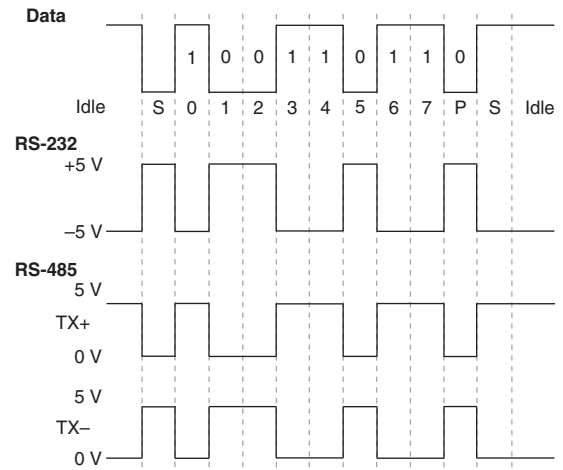 Data
1 0 0 1 1 0 1 1 0
Idle S 0 1 2 3 4 5 6 7 P S Idle
RS-232
+5 V
–5 V
RS-485
5 V
TX+
0 V
5 V
TX–
0 V